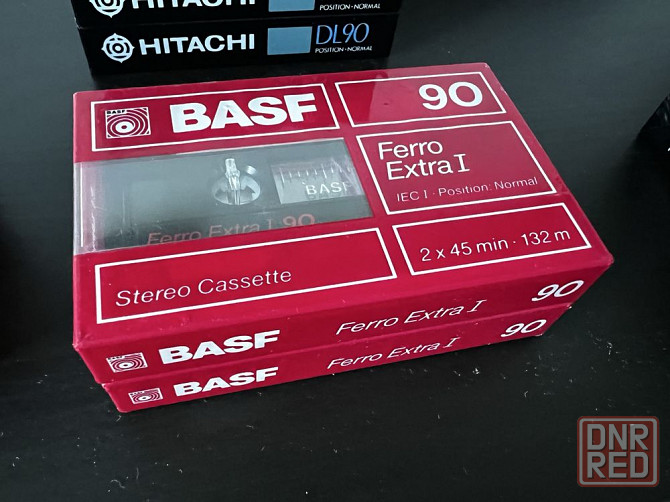 HITACHI POSITION·NORMAL
HITACHI DL90
POSITION·NORMAL
BASF
BASF
90
Ferro
Extra I
IEC I · Position: Normal
BASF
Ferro Extra I 90
Stereo Cassette
2 x 45 min · 132 m
BASF Ferro Extra I 90
BASF Ferro Extra I 90
DNR
RED